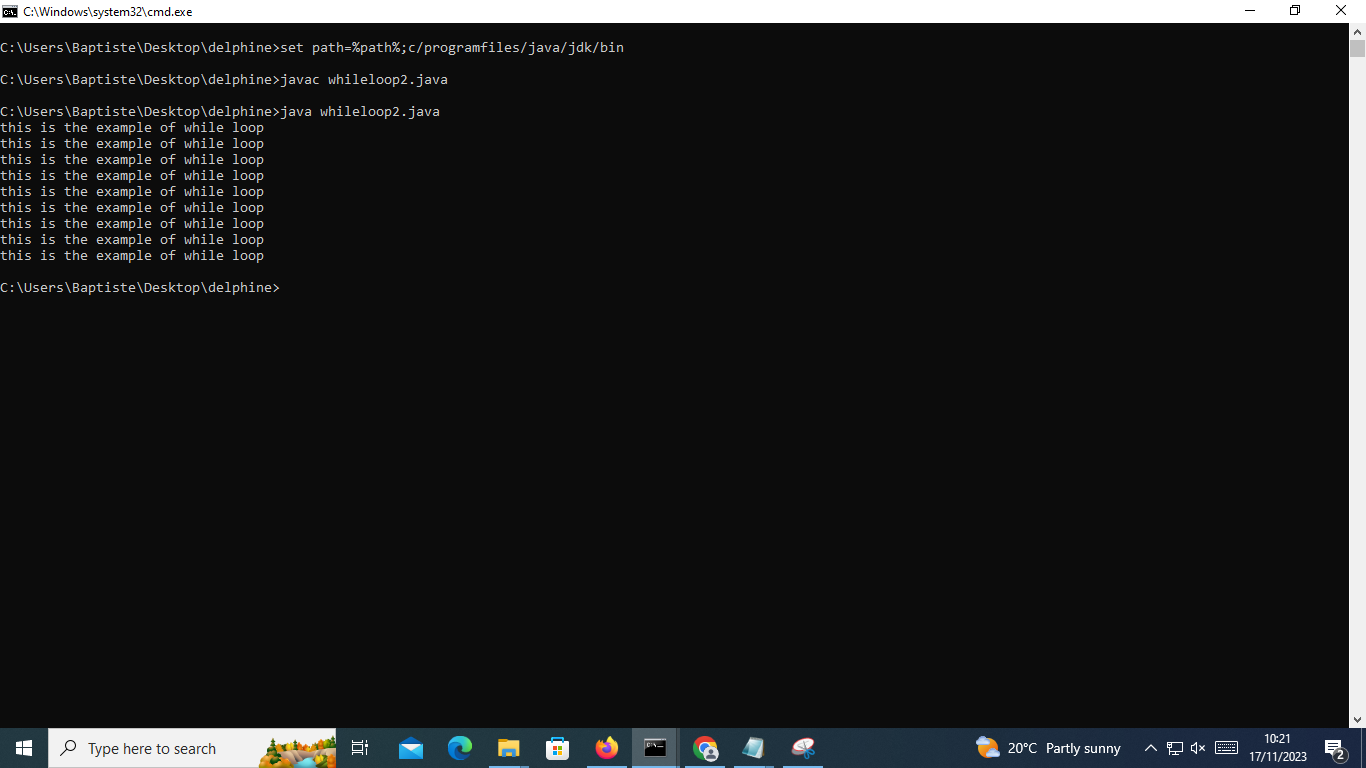 C:\Windows\system32\cmd.exe
C:\Users\Baptiste\Desktop\delphine>set path=%path%;c/programfiles/java/jdk/bin
C:\Users\Baptiste\Desktop\delphine>javac whileloop2.java
C:\Users\Baptiste\Desktop\delphine>java whileloop2.java
this is the example of while loop
this is the example of while loop
this is the example of while loop
this is the example of while loop
this is the example of while loop
this is the example of while loop
this is the example of while loop
this is the example of while loop
this is the example of while loop
C:\Users\Baptiste\Desktop\delphine>
Type here to search
20°C Partly sunny
10:21
17/11/2023
2